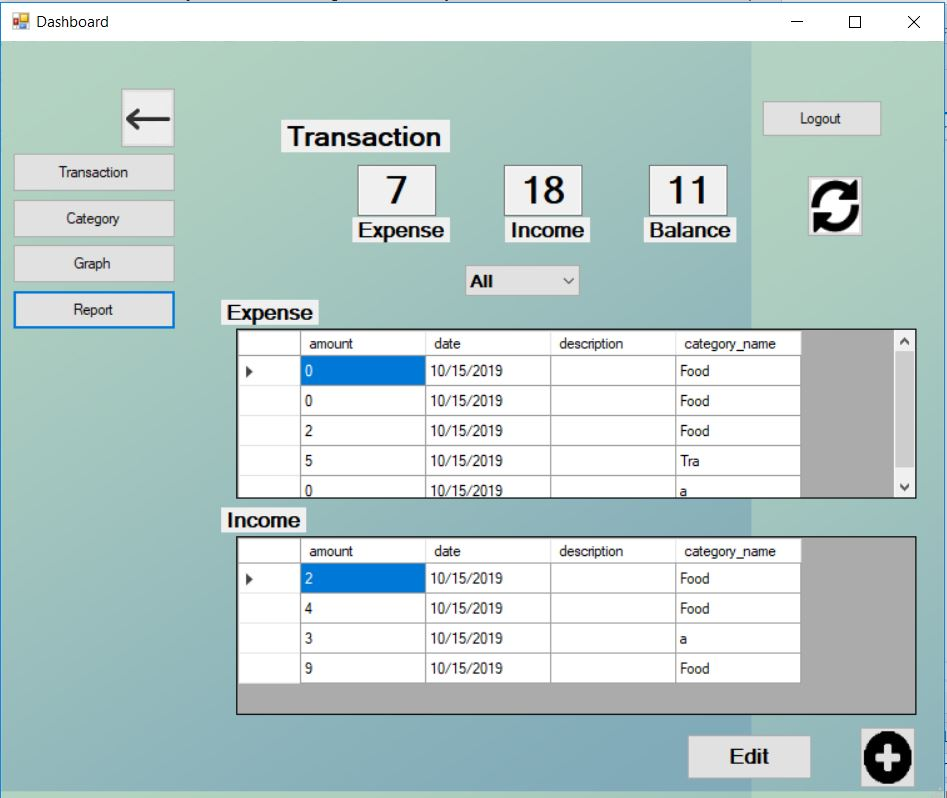 Dashboard
Logout
Transaction
7 18 11
Expense Income Balance
Transaction
Category
Graph
Report
All
Expense
amount date description category_name
0 10/15/2019 Food
0 10/15/2019 Food
2 10/15/2019 Food
5 10/15/2019 Tra
0 10/15/2019 a
Income
amount date description category_name
2 10/15/2019 Food
4 10/15/2019 Food
3 10/15/2019 a
9 10/15/2019 Food
Edit